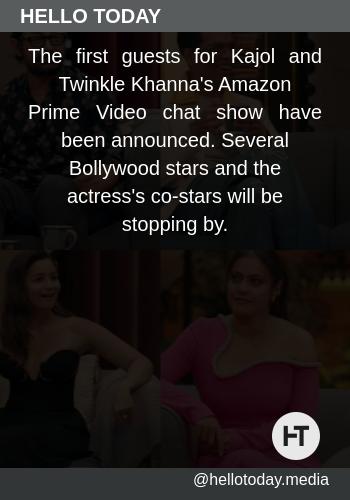 HELLO TODAY
The first guests for Kajol and
Twinkle Khanna's Amazon
Prime Video chat show have
been announced. Several
Bollywood stars and the
actress's co-stars will be
stopping by.
HT
@hellotoday.media